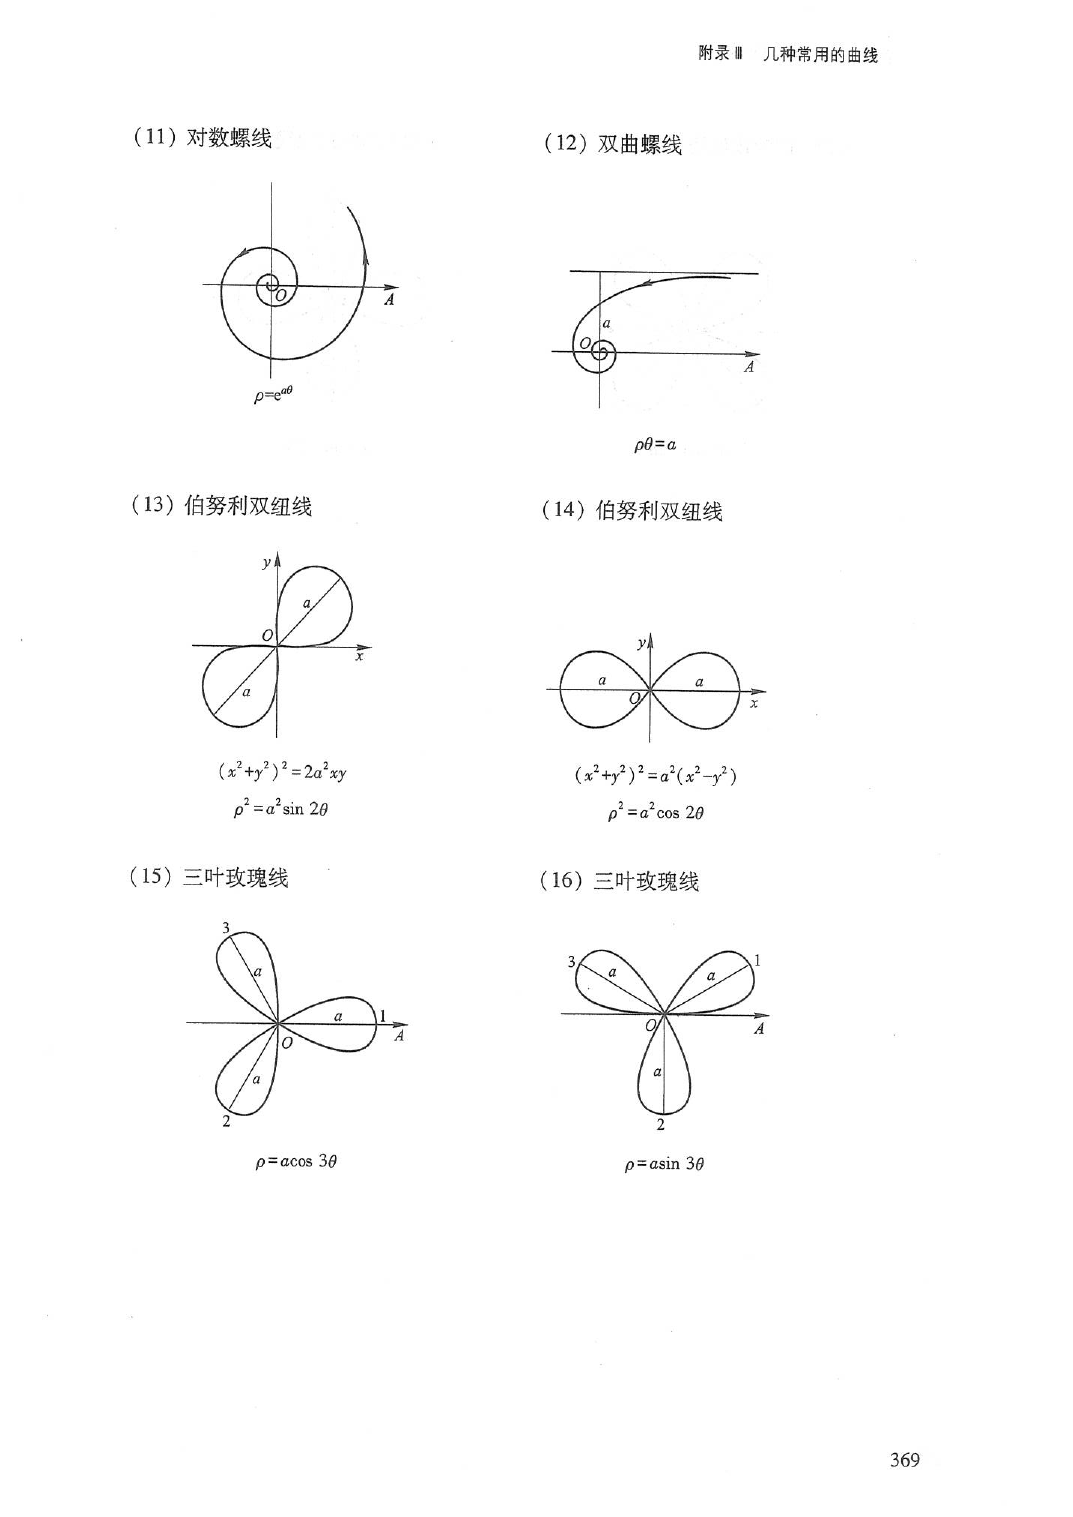 附录Ⅲ 几种常用的曲线
(11) 对数螺线
O
A
ρ=e^{aθ}
(12) 双曲螺线
a
O
A
ρθ=a
(13) 伯努利双纽线
y
a
O
x
a
(x²+y²)²=2a²xy
ρ²=a²sin 2θ
(14) 伯努利双纽线
y
a a
O x
(x²+y²)²=a²(x²-y²)
ρ²=a²cos 2θ
(15) 三叶玫瑰线
3
a
a 1
O A
a
2
ρ=acos 3θ
(16) 三叶玫瑰线
3 1
a a
O A
a
2
ρ=asin 3θ
369